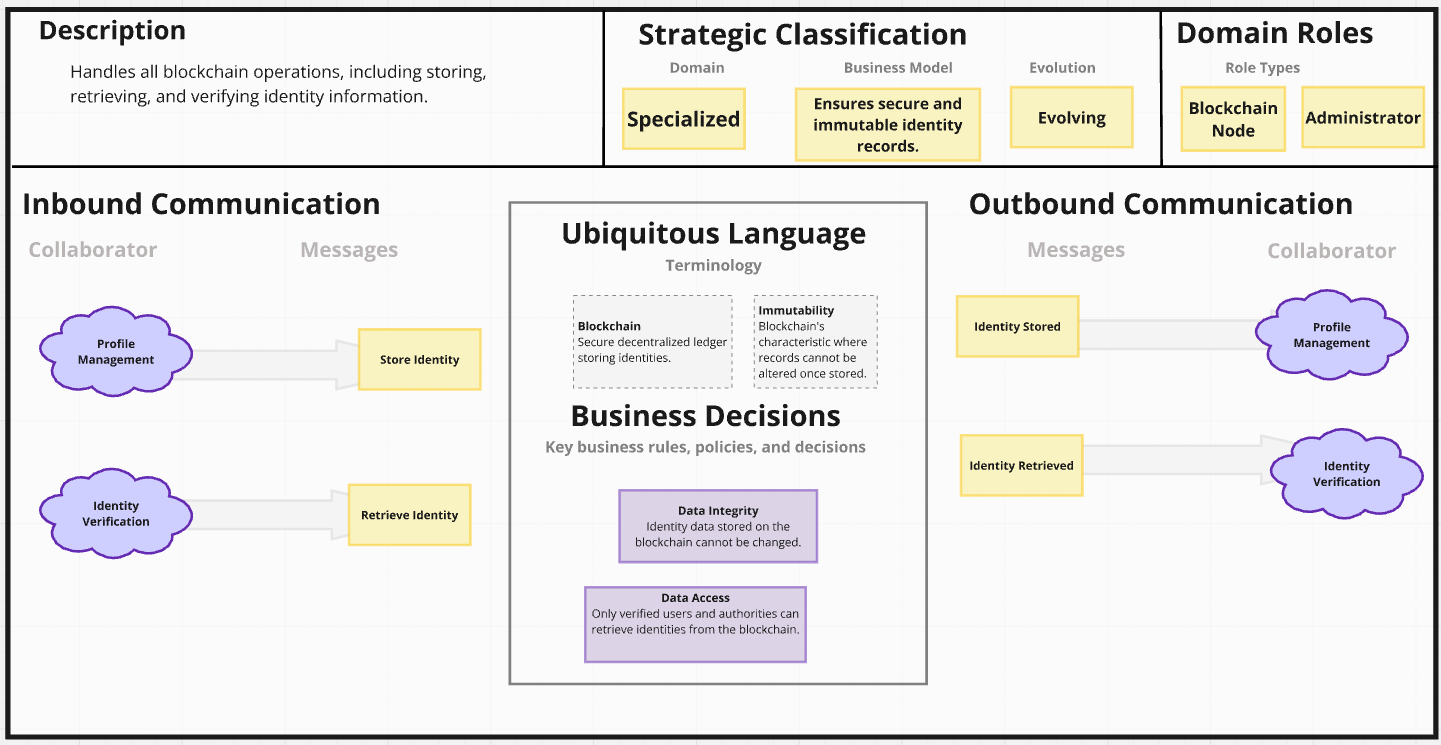 Description
Handles all blockchain operations, including storing,
retrieving, and verifying identity information.
Strategic Classification
Domain
Business Model
Evolution
Specialized
Ensures secure and
immutable identity
records.
Evolving
Domain Roles
Role Types
Blockchain
Node
Administrator
Inbound Communication
Collaborator
Messages
Profile
Management
Store Identity
Identity
Verification
Retrieve Identity
Ubiquitous Language
Terminology
Blockchain
Secure decentralized ledger
storing identities.
Immutability
Blockchain's
characteristic where
records cannot be
altered once stored.
Business Decisions
Key business rules, policies, and decisions
Data Integrity
Identity data stored on the
blockchain cannot be changed.
Data Access
Only verified users and authorities can
retrieve identities from the blockchain.
Outbound Communication
Messages
Collaborator
Identity Stored
Profile
Management
Identity Retrieved
Identity
Verification